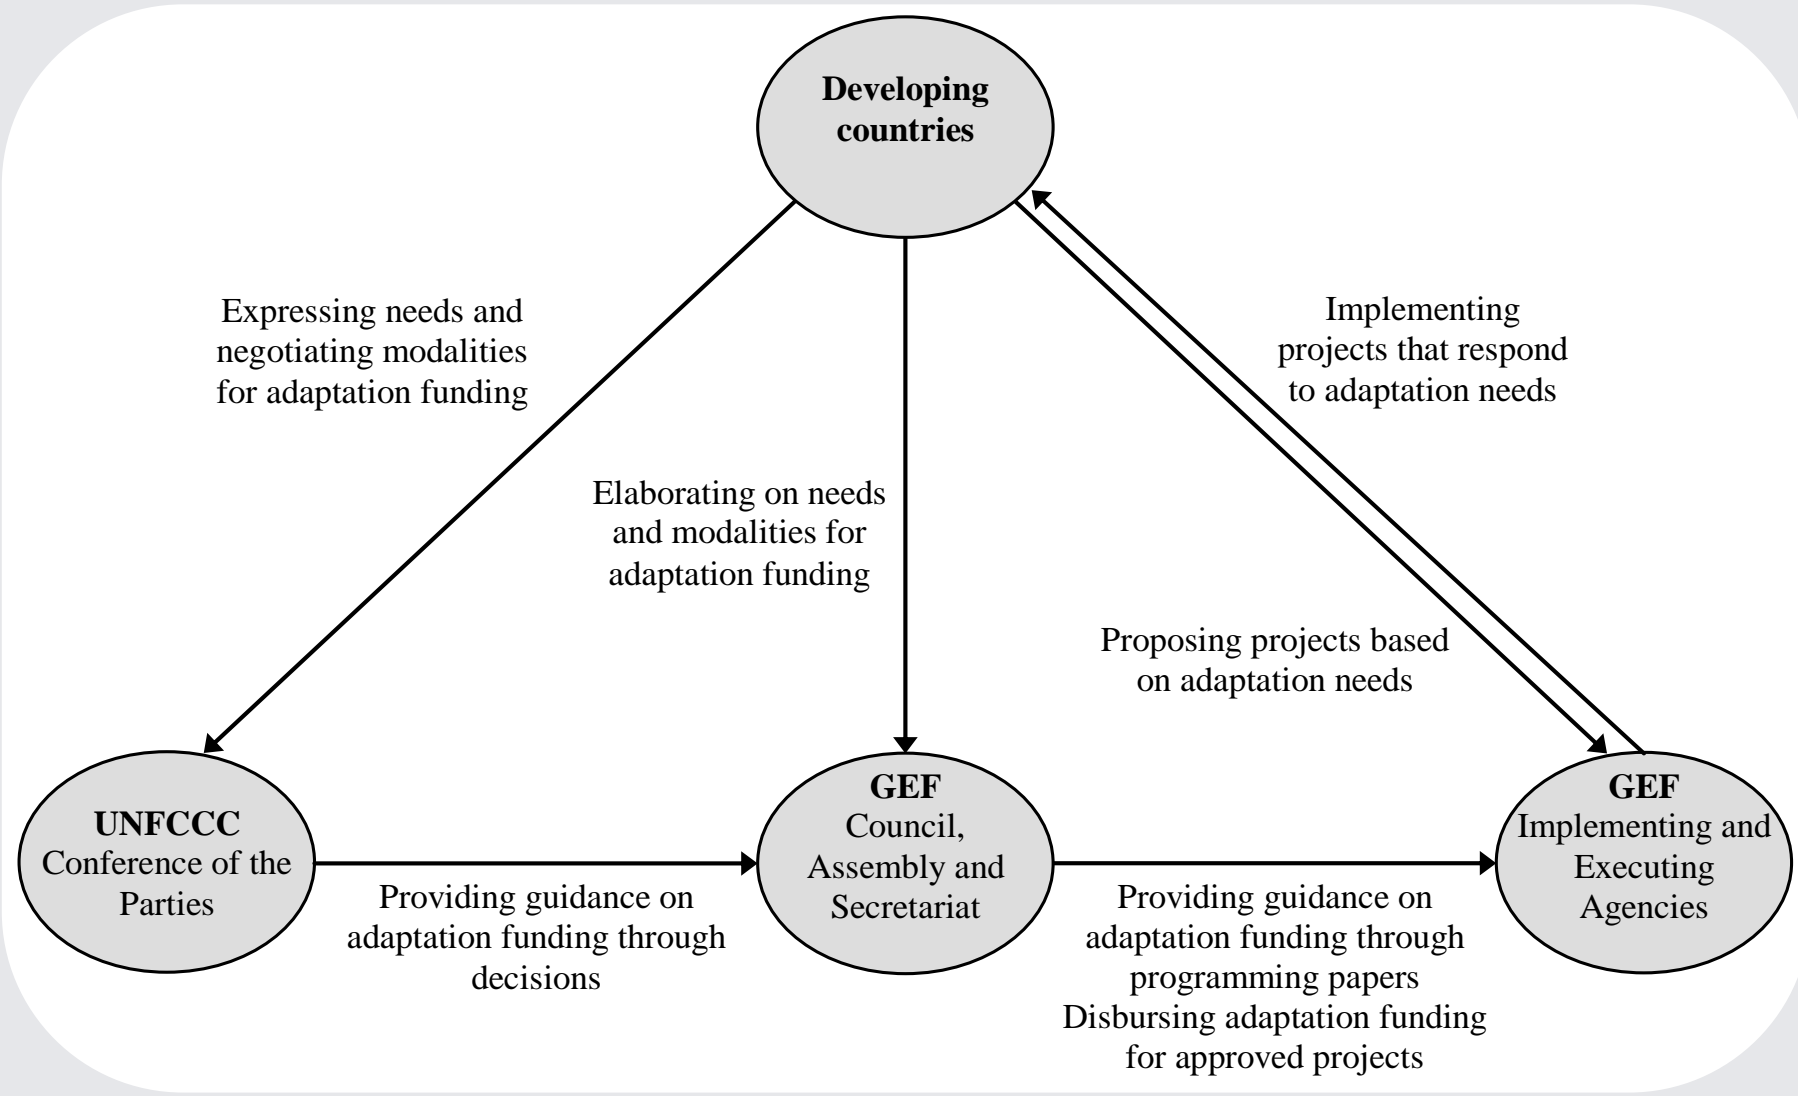 Developing
countries
Expressing needs and
negotiating modalities
for adaptation funding
Implementing
projects that respond
to adaptation needs
Elaborating on needs
and modalities for
adaptation funding
Proposing projects based
on adaptation needs
UNFCCC
Conference of the
Parties
GEF
Council,
Assembly and
Secretariat
GEF
Implementing and
Executing
Agencies
Providing guidance on
adaptation funding through
decisions
Providing guidance on
adaptation funding through
programming papers
Disbursing adaptation funding
for approved projects